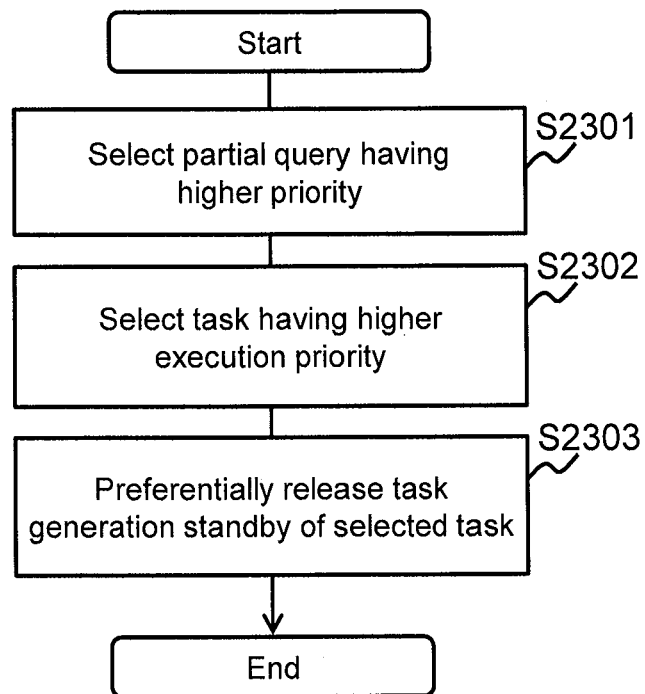 Start
S2301
Select partial query having
higher priority
S2302
Select task having higher
execution priority
S2303
Preferentially release task
generation standby of selected task
End